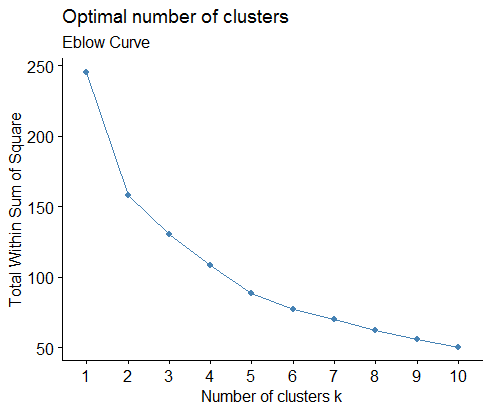 Optimal number of clusters
Eblow Curve
Total Within Sum of Square
250
200
150
100
50
1 2 3 4 5 6 7 8 9 10
Number of clusters k